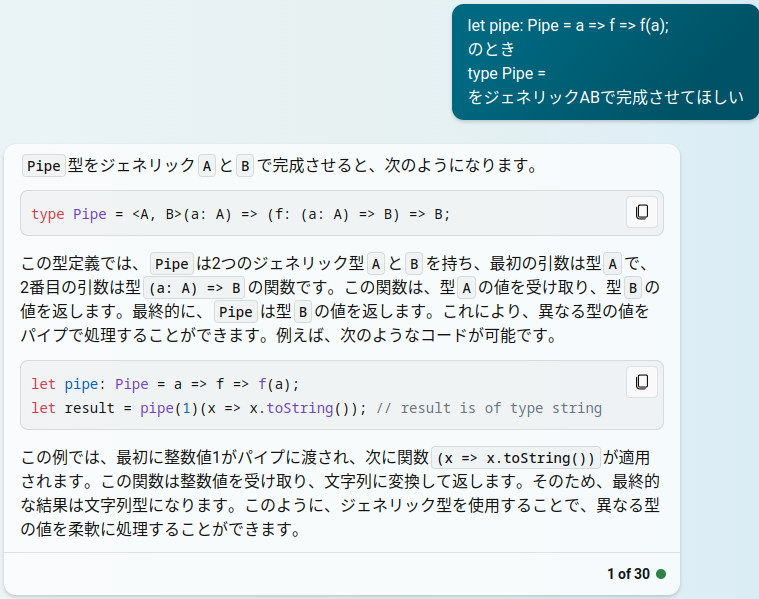 let pipe: Pipe = a => f => f(a);
のとき
type Pipe =
をジェネリックABで完成させてほしい
Pipe 型をジェネリック A と B で完成させると、次のようになります。
type Pipe = <A, B>(a: A) => (f: (a: A) => B) => B;
この型定義では、 Pipe は2つのジェネリック型 A と B を持ち、最初の引数は型 A で、
2番目の引数は型 (a: A) => B の関数です。この関数は、型 A の値を受け取り、型 B の
値を返します。最終的に、 Pipe は型 B の値を返します。これにより、異なる型の値を
パイプで処理することができます。例えば、次のようなコードが可能です。
let pipe: Pipe = a => f => f(a);
let result = pipe(1)(x => x.toString()); // result is of type string
この例では、最初に整数値1がパイプに渡され、次に関数 (x => x.toString()) が適用
されます。この関数は整数値を受け取り、文字列に変換して返します。そのため、最終的
な結果は文字列型になります。このように、ジェネリック型を使用することで、異なる型
の値を柔軟に処理することができます。
1 of 30